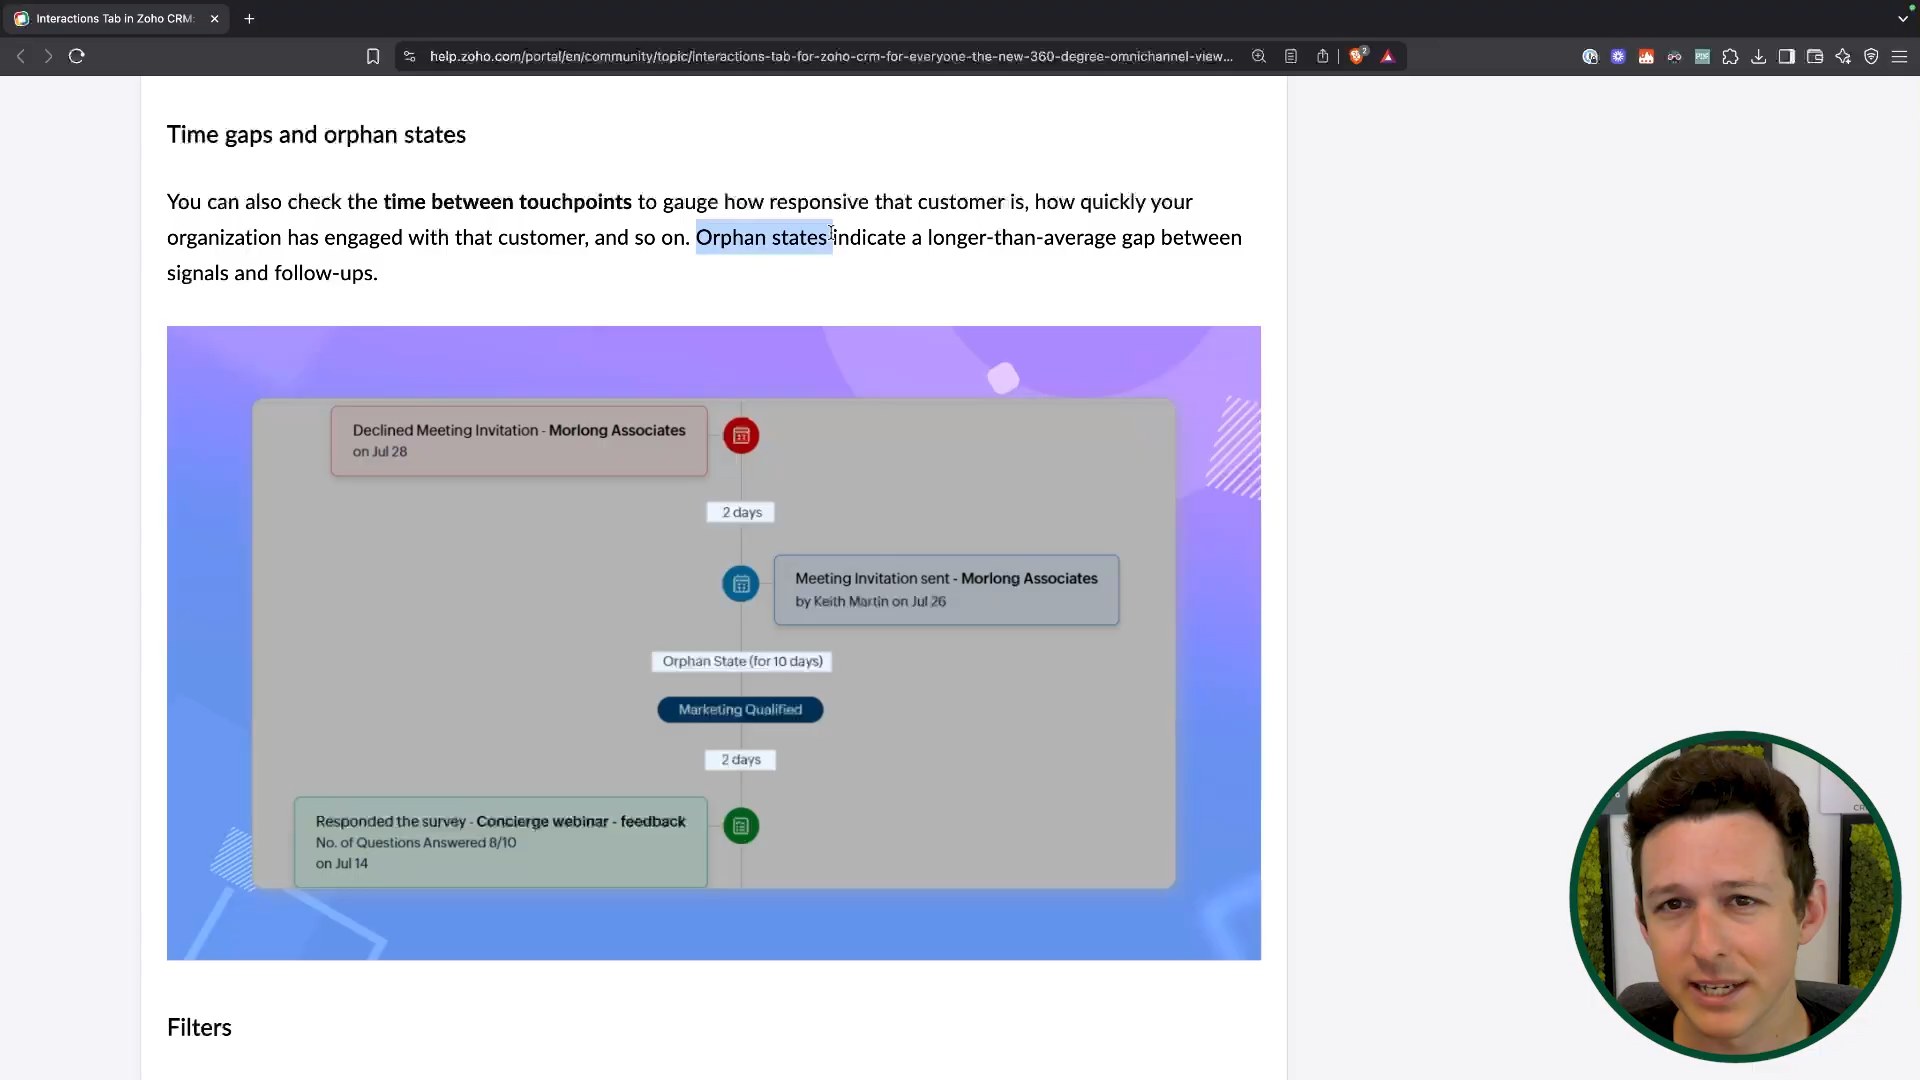 Interactions Tab in Zoho CRM:
help.zoho.com/portal/en/community/topic/interactions-tab-for-zoho-crm-for-everyone-the-new-360-degree-omnichannel-view...
2
Time gaps and orphan states
You can also check the time between touchpoints to gauge how responsive that customer is, how quickly your
organization has engaged with that customer, and so on. Orphan states indicate a longer-than-average gap between
signals and follow-ups.
Declined Meeting Invitation - Morlong Associates
on Jul 28
2 days
Meeting Invitation sent - Morlong Associates
by Keith Martin on Jul 26
Orphan State (for 10 days)
Marketing Qualified
2 days
Responded the survey - Concierge webinar - feedback
No. of Questions Answered 8/10
on Jul 14
Filters